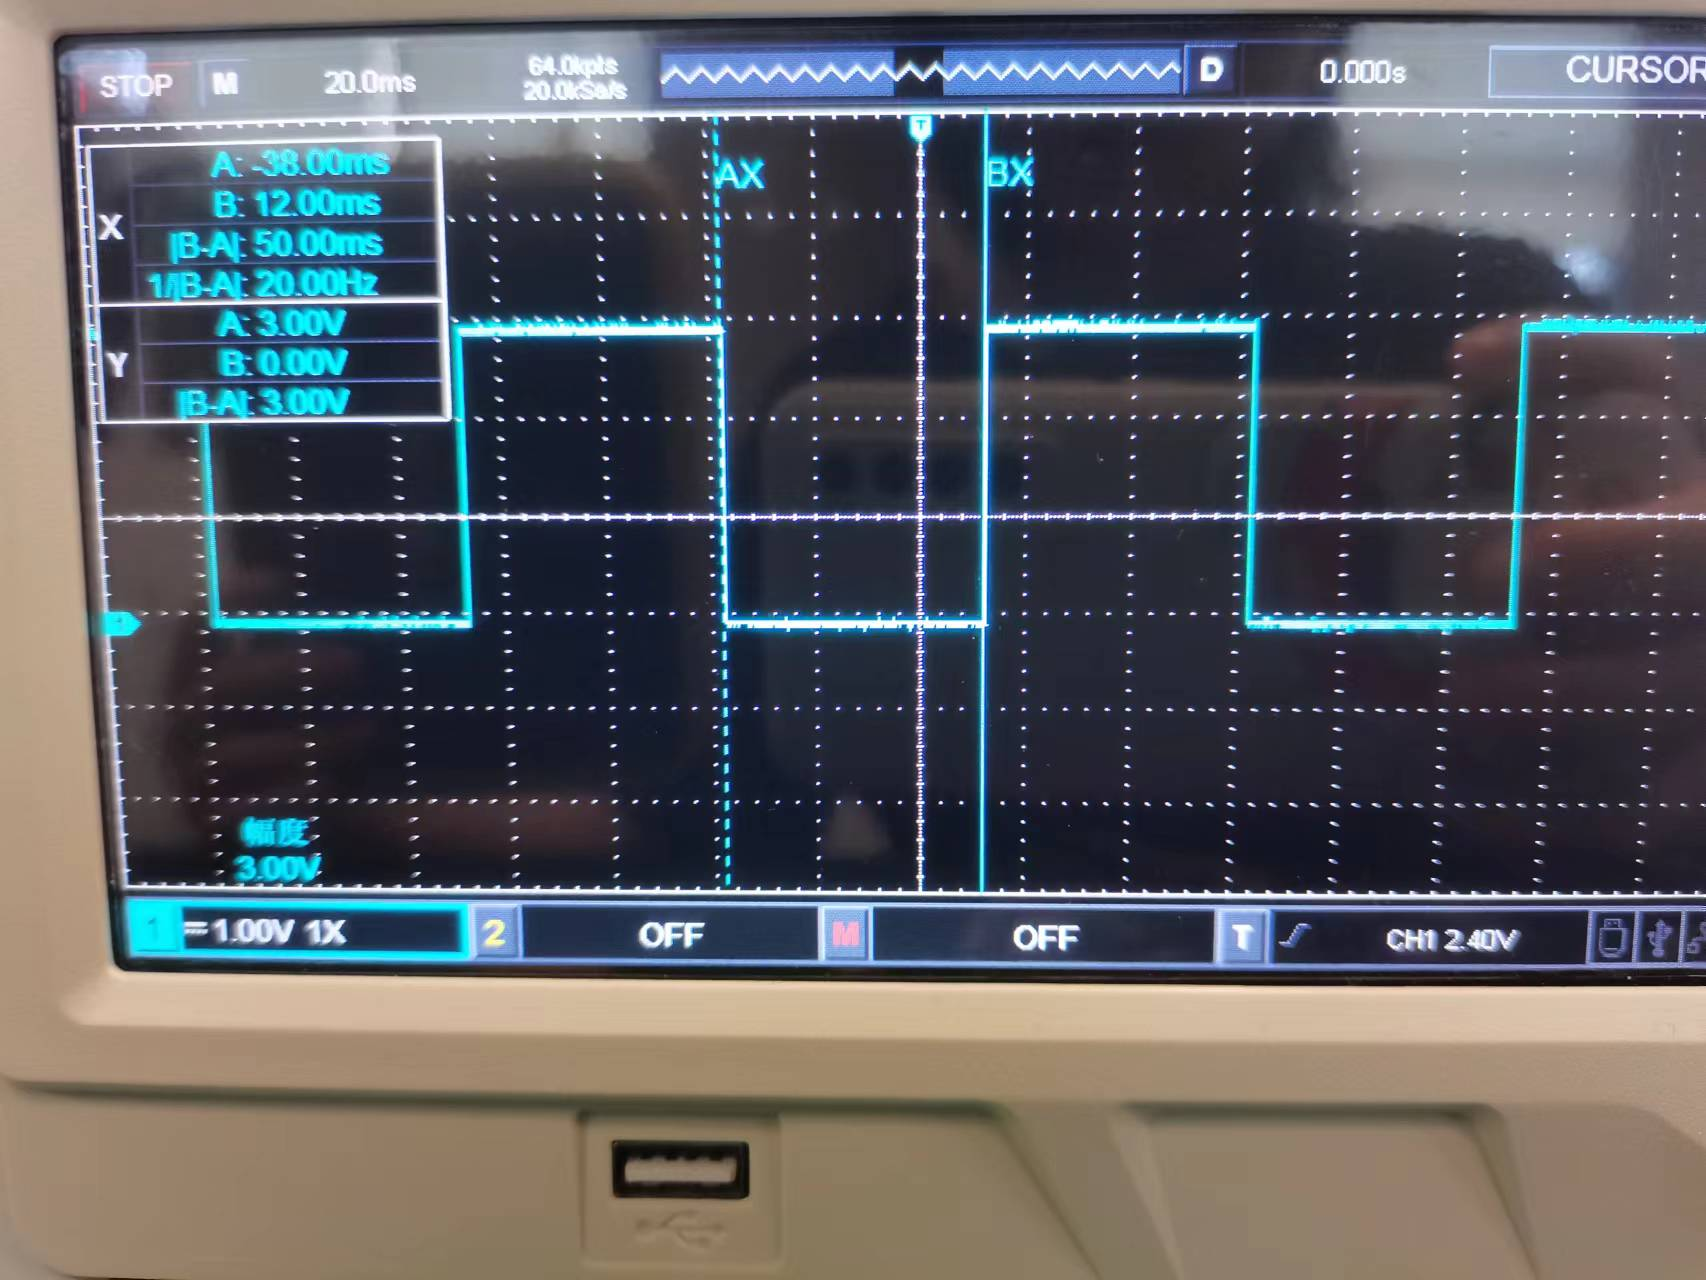 STOP M 20.0ms 64.0kpts D 0.000s CURSOR
20.0kSa/s
T
AX BX
X
A: -38.00ms
B: 12.00ms
|B-A|: 50.00ms
1/|B-A|: 20.00Hz
Y
A: 3.00V
B: 0.00V
|B-A|: 3.00V
幅度
3.00V
1 1.00V 1X 2 OFF M OFF T CH1 2.40V